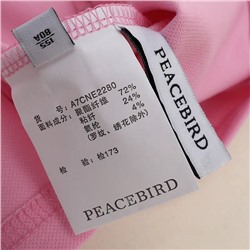 155
80A
PEACEBIRD
货号: A7CNE2280
面料成分: 聚酯纤维 72%
粘纤 24%
氨纶 4%
(罗纹、绣花除外)
检验: 检173
PEACEBIRD